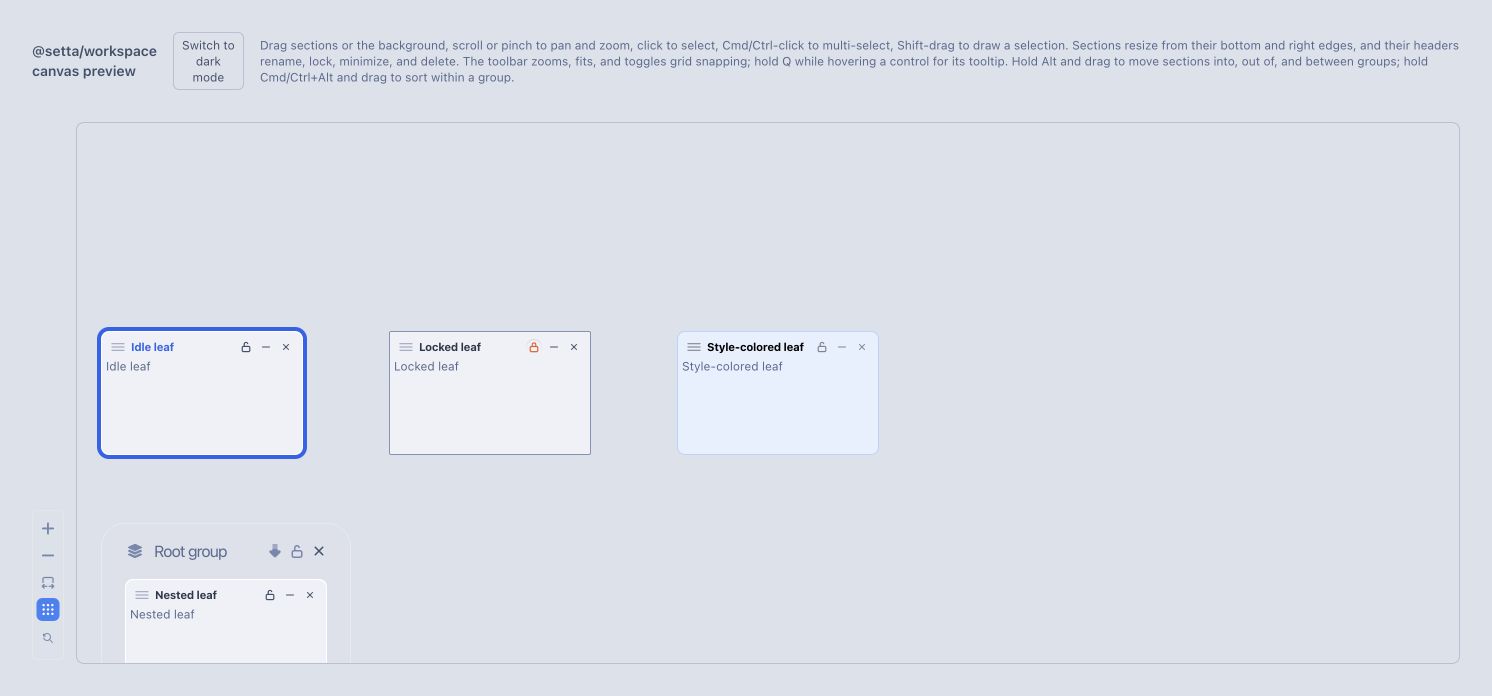 @setta/workspace
canvas preview
Switch to
dark
mode
Drag sections or the background, scroll or pinch to pan and zoom, click to select, Cmd/Ctrl-click to multi-select, Shift-drag to draw a selection. Sections resize from their bottom and right edges, and their headers
rename, lock, minimize, and delete. The toolbar zooms, fits, and toggles grid snapping; hold Q while hovering a control for its tooltip. Hold Alt and drag to move sections into, out of, and between groups; hold
Cmd/Ctrl+Alt and drag to sort within a group.
Idle leaf
Idle leaf
Locked leaf
Locked leaf
Style-colored leaf
Style-colored leaf
Root group
Nested leaf
Nested leaf